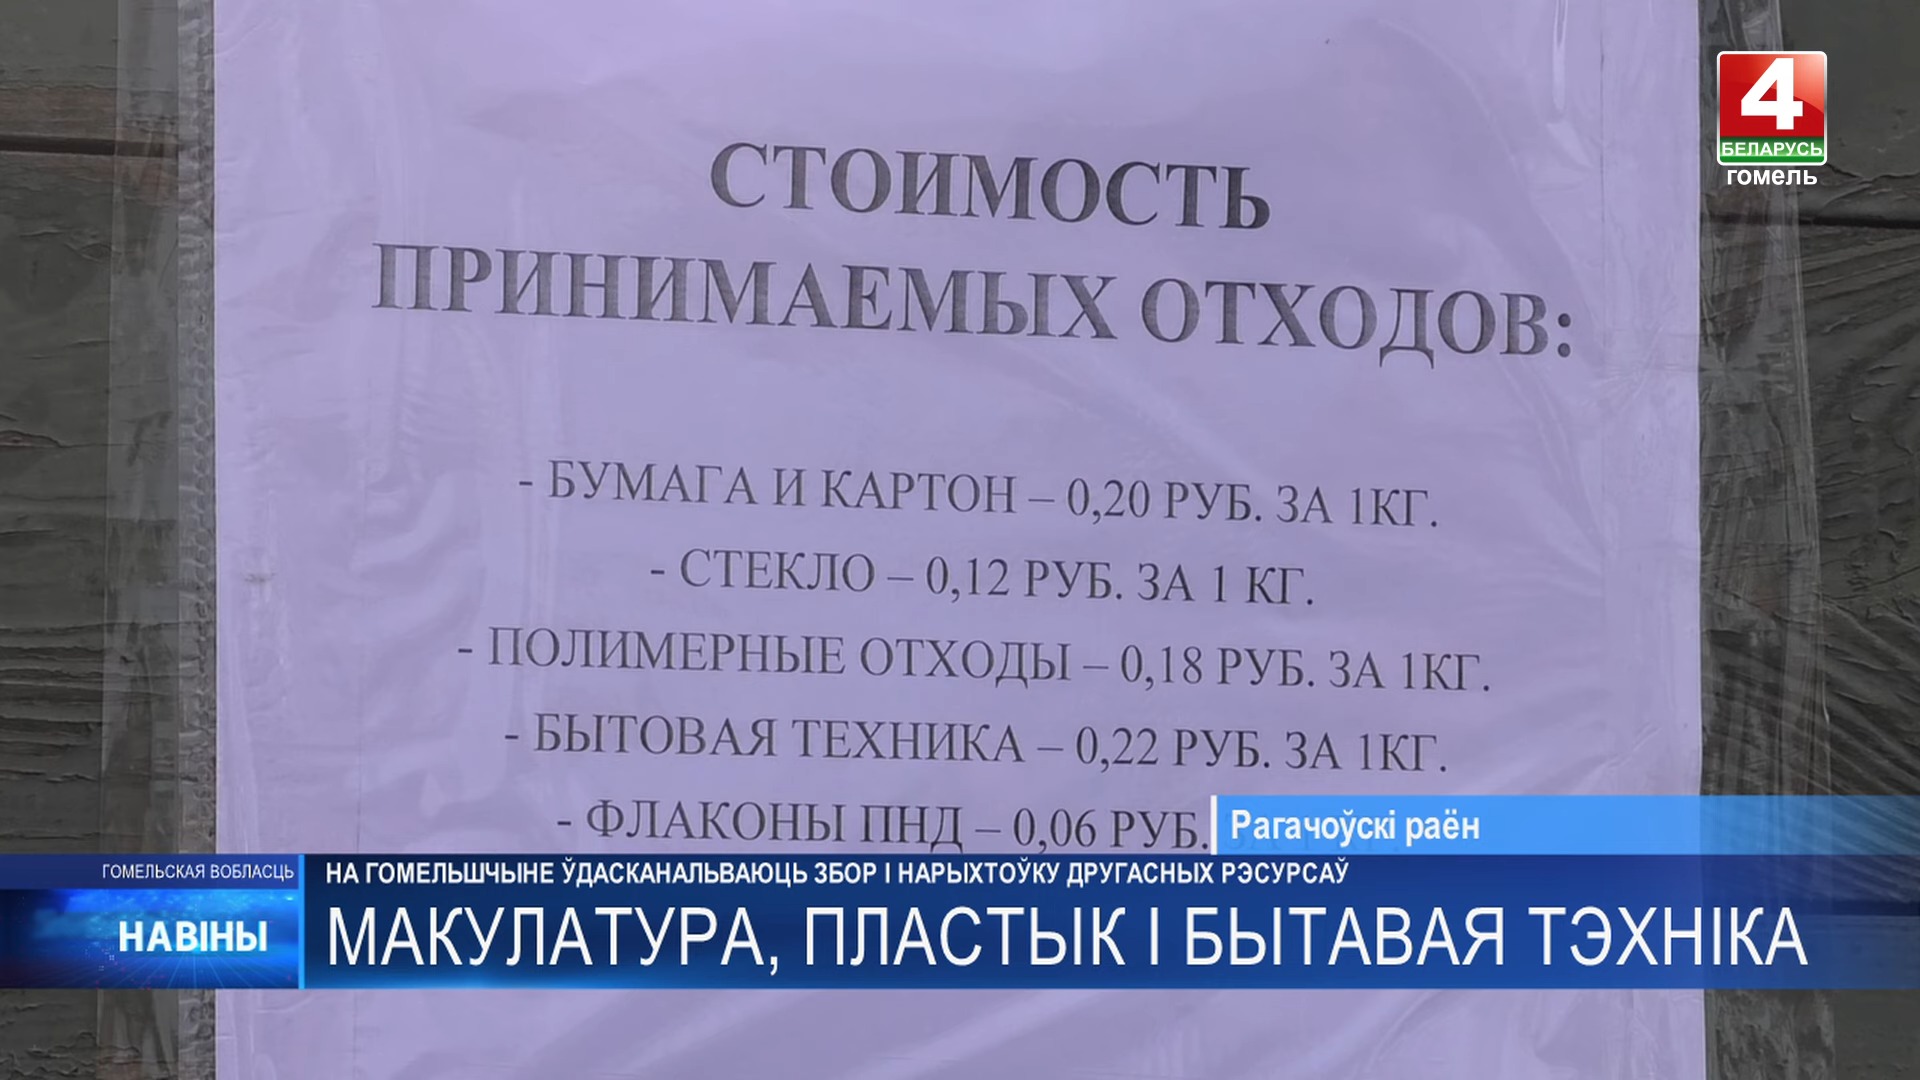 4
БЕЛАРУСЬ
гомель
СТОИМОСТЬ
ПРИНИМАЕМЫХ ОТХОДОВ:
- БУМАГА И КАРТОН – 0,20 РУБ. ЗА 1КГ.
- СТЕКЛО – 0,12 РУБ. ЗА 1 КГ.
- ПОЛИМЕРНЫЕ ОТХОДЫ – 0,18 РУБ. ЗА 1КГ.
- БЫТОВАЯ ТЕХНИКА – 0,22 РУБ. ЗА 1КГ.
- ФЛАКОНЫ ПНД – 0,06 РУБ.
Рагачоўскі раён
ГОМЕЛЬСКАЯ ВОБЛАСЦЬ
НА ГОМЕЛЬШЧЫНЕ ЎДАСКАНАЛЬВАЮЦЬ ЗБОР І НАРЫХТОЎКУ ДРУГАСНЫХ РЭСУРСАЎ
НАВІНЫ
МАКУЛАТУРА, ПЛАСТЫК І БЫТАВАЯ ТЭХНІКА